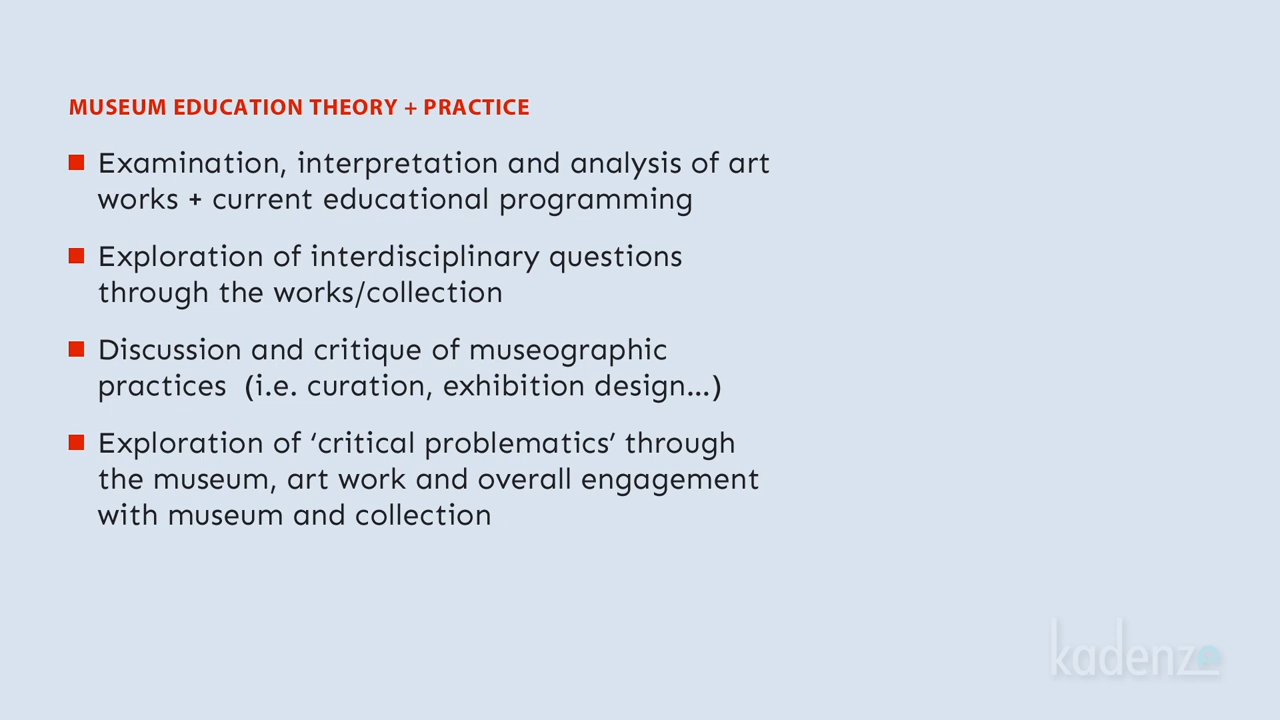 MUSEUM EDUCATION THEORY + PRACTICE
Examination, interpretation and analysis of art
works + current educational programming
Exploration of interdisciplinary questions
through the works/collection
Discussion and critique of museographic
practices (i.e. curation, exhibition design...)
Exploration of ‘critical problematics’ through
the museum, art work and overall engagement
with museum and collection
kadenze